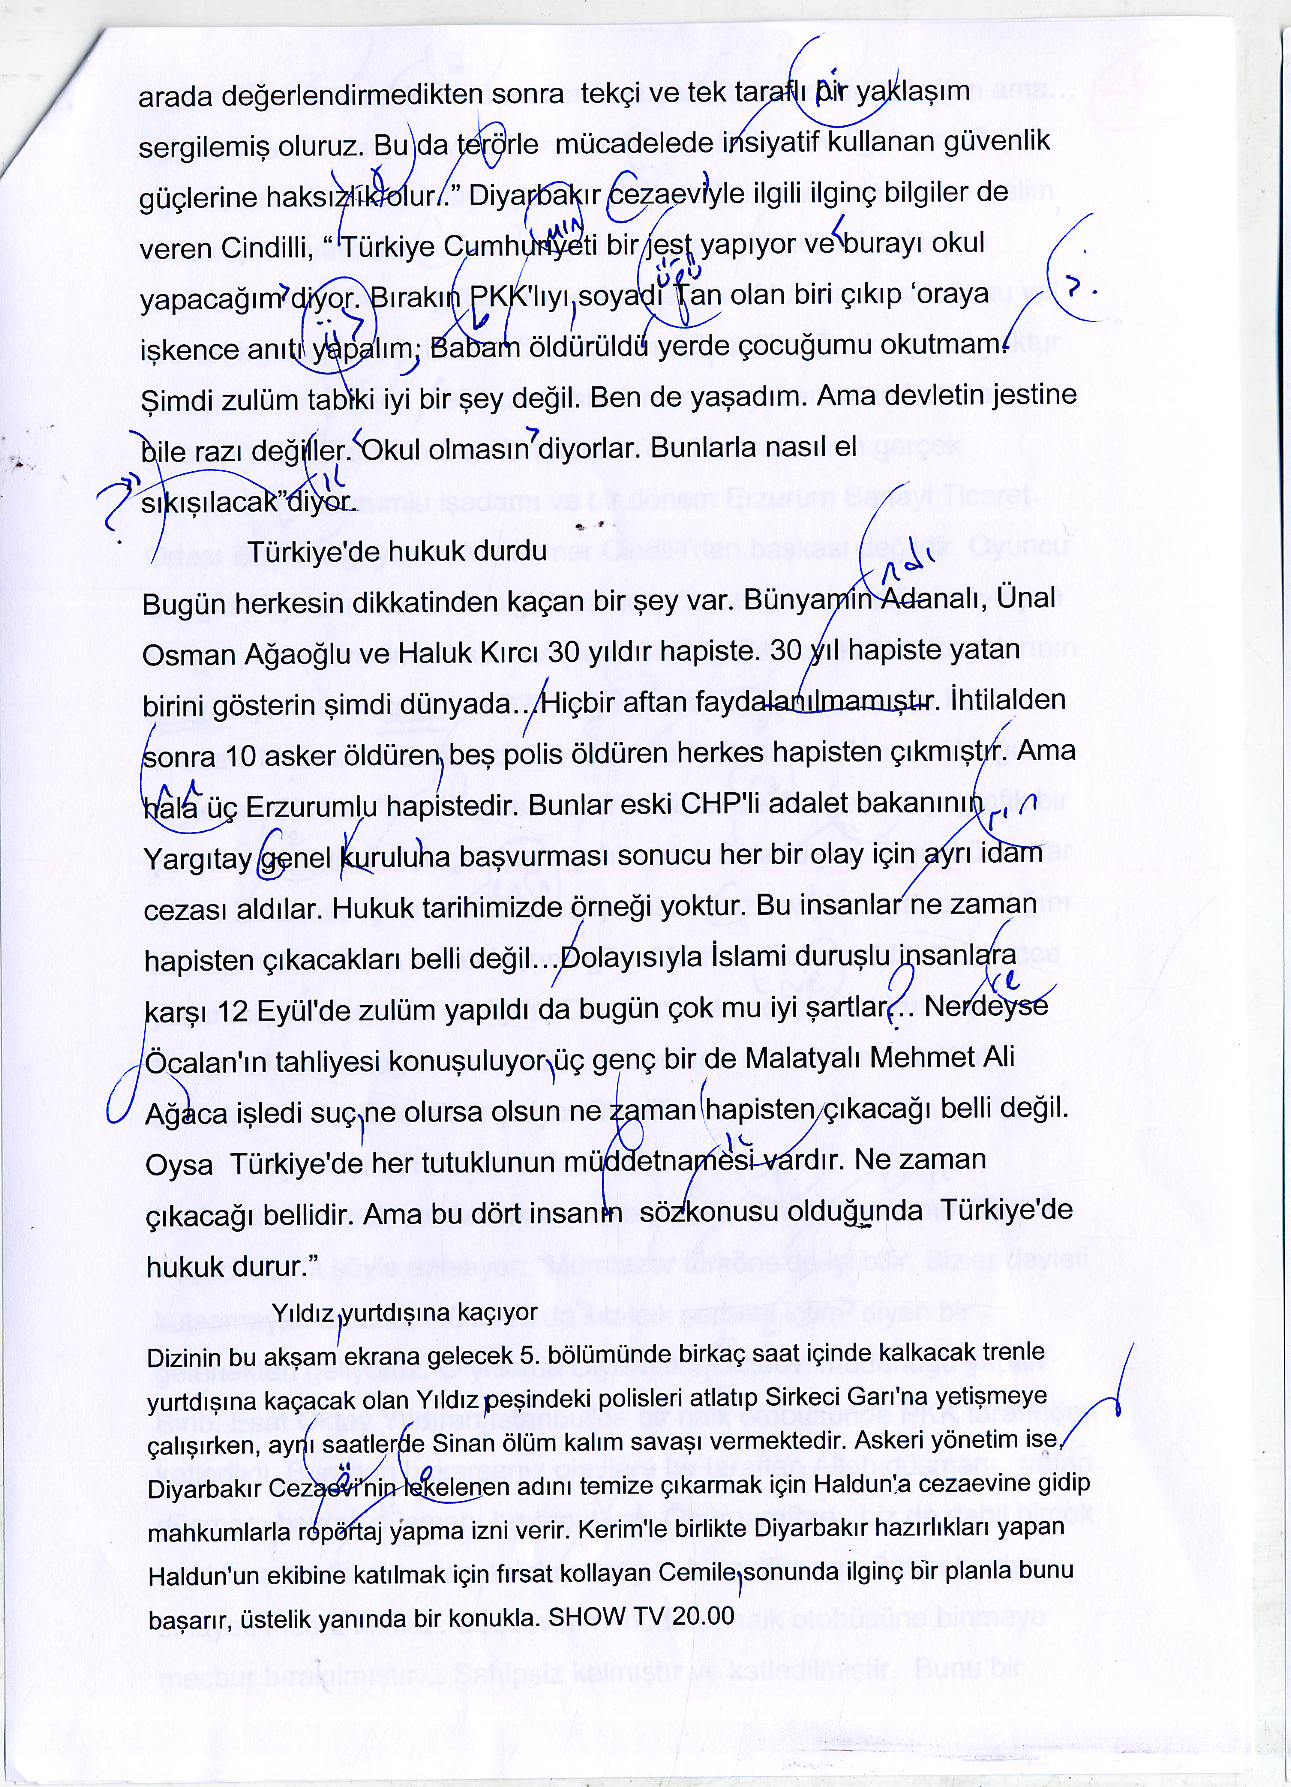 arada değerlendirmedikten sonra tekçi ve tek taraflı bir yaklaşım
sergilemiş oluruz. Bu da terörle mücadelede insiyatif kullanan güvenlik
güçlerine haksızlık olur..” Diyarbakır cezaeviyle ilgili ilginç bilgiler de
veren Cindilli, “ Türkiye Cumhuriyeti bir jest yapıyor ve burayı okul
yapacağım diyor. Bırakın PKK'lıyı soyadı Tan olan biri çıkıp ‘oraya
işkence anıtı yapalım; Babam öldürüldü yerde çocuğumu okutmam.
Şimdi zulüm tabiki iyi bir şey değil. Ben de yaşadım. Ama devletin jestine
bile razı değiller. Okul olmasın diyorlar. Bunlarla nasıl el
sıkışılacak”diyor.
Türkiye'de hukuk durdu
Bugün herkesin dikkatinden kaçan bir şey var. Bünyamin Adanalı, Ünal
Osman Ağaoğlu ve Haluk Kırcı 30 yıldır hapiste. 30 yıl hapiste yatan
birini gösterin şimdi dünyada...Hiçbir aftan faydalanılmamıştır. İhtilalden
sonra 10 asker öldüren, beş polis öldüren herkes hapisten çıkmıştır. Ama
hala üç Erzurumlu hapistedir. Bunlar eski CHP'li adalet bakanının
Yargıtay genel kuruluna başvurması sonucu her bir olay için ayrı idam
cezası aldılar. Hukuk tarihimizde örneği yoktur. Bu insanlar ne zaman
hapisten çıkacakları belli değil...Dolayısıyla İslami duruşlu insanlara
karşı 12 Eyül'de zulüm yapıldı da bugün çok mu iyi şartlar... Nerdeyse
Öcalan'ın tahliyesi konuşuluyor, üç genç bir de Malatyalı Mehmet Ali
Ağaca işledi suç ne olursa olsun ne zaman hapisten çıkacağı belli değil.
Oysa Türkiye'de her tutuklunun müddetnamesi vardır. Ne zaman
çıkacağı bellidir. Ama bu dört insanın sözkonusu olduğunda Türkiye'de
hukuk durur.”
Yıldız yurtdışına kaçıyor
Dizinin bu akşam ekrana gelecek 5. bölümünde birkaç saat içinde kalkacak trenle
yurtdışına kaçacak olan Yıldız peşindeki polisleri atlatıp Sirkeci Garı'na yetişmeye
çalışırken, aynı saatlerde Sinan ölüm kalım savaşı vermektedir. Askeri yönetim ise,
Diyarbakır Cezaevi'nin lekelenen adını temize çıkarmak için Haldun'a cezaevine gidip
mahkumlarla röportaj yapma izni verir. Kerim'le birlikte Diyarbakır hazırlıkları yapan
Haldun'un ekibine katılmak için fırsat kollayan Cemile, sonunda ilginç bir planla bunu
başarır, üstelik yanında bir konukla. SHOW TV 20.00